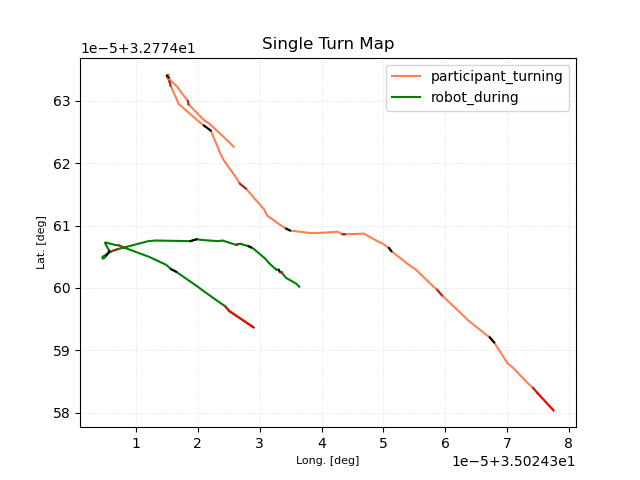 Single Turn Map
1e−5+3.2774e1
participant_turning
robot_during
63
62
61
60
59
58
Lat. [deg]
1 2 3 4 5 6 7 8
Long. [deg]
1e−5+3.50243e1